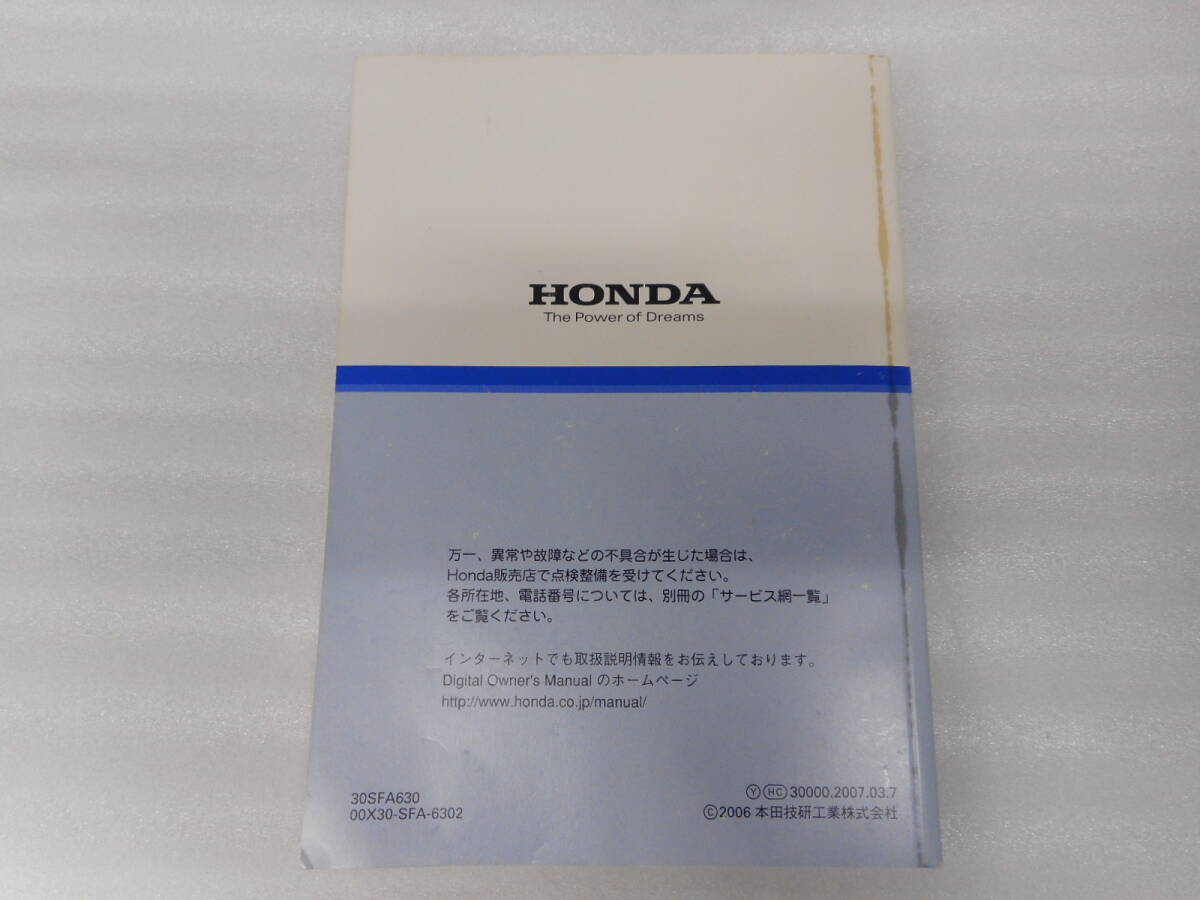 HONDA
The Power of Dreams
万一、異常や故障などの不具合が生じた場合は、
Honda販売店で点検整備を受けてください。
各所在地、電話番号については、別冊の「サービス網一覧」
をご覧ください。
インターネットでも取扱説明情報をお伝えしております。
Digital Owner's Manual のホームページ
http://www.honda.co.jp/manual/
30SFA630
00X30-SFA-6302
Ⓨ HC 30000.2007.03.7
©2006 本田技研工業株式会社